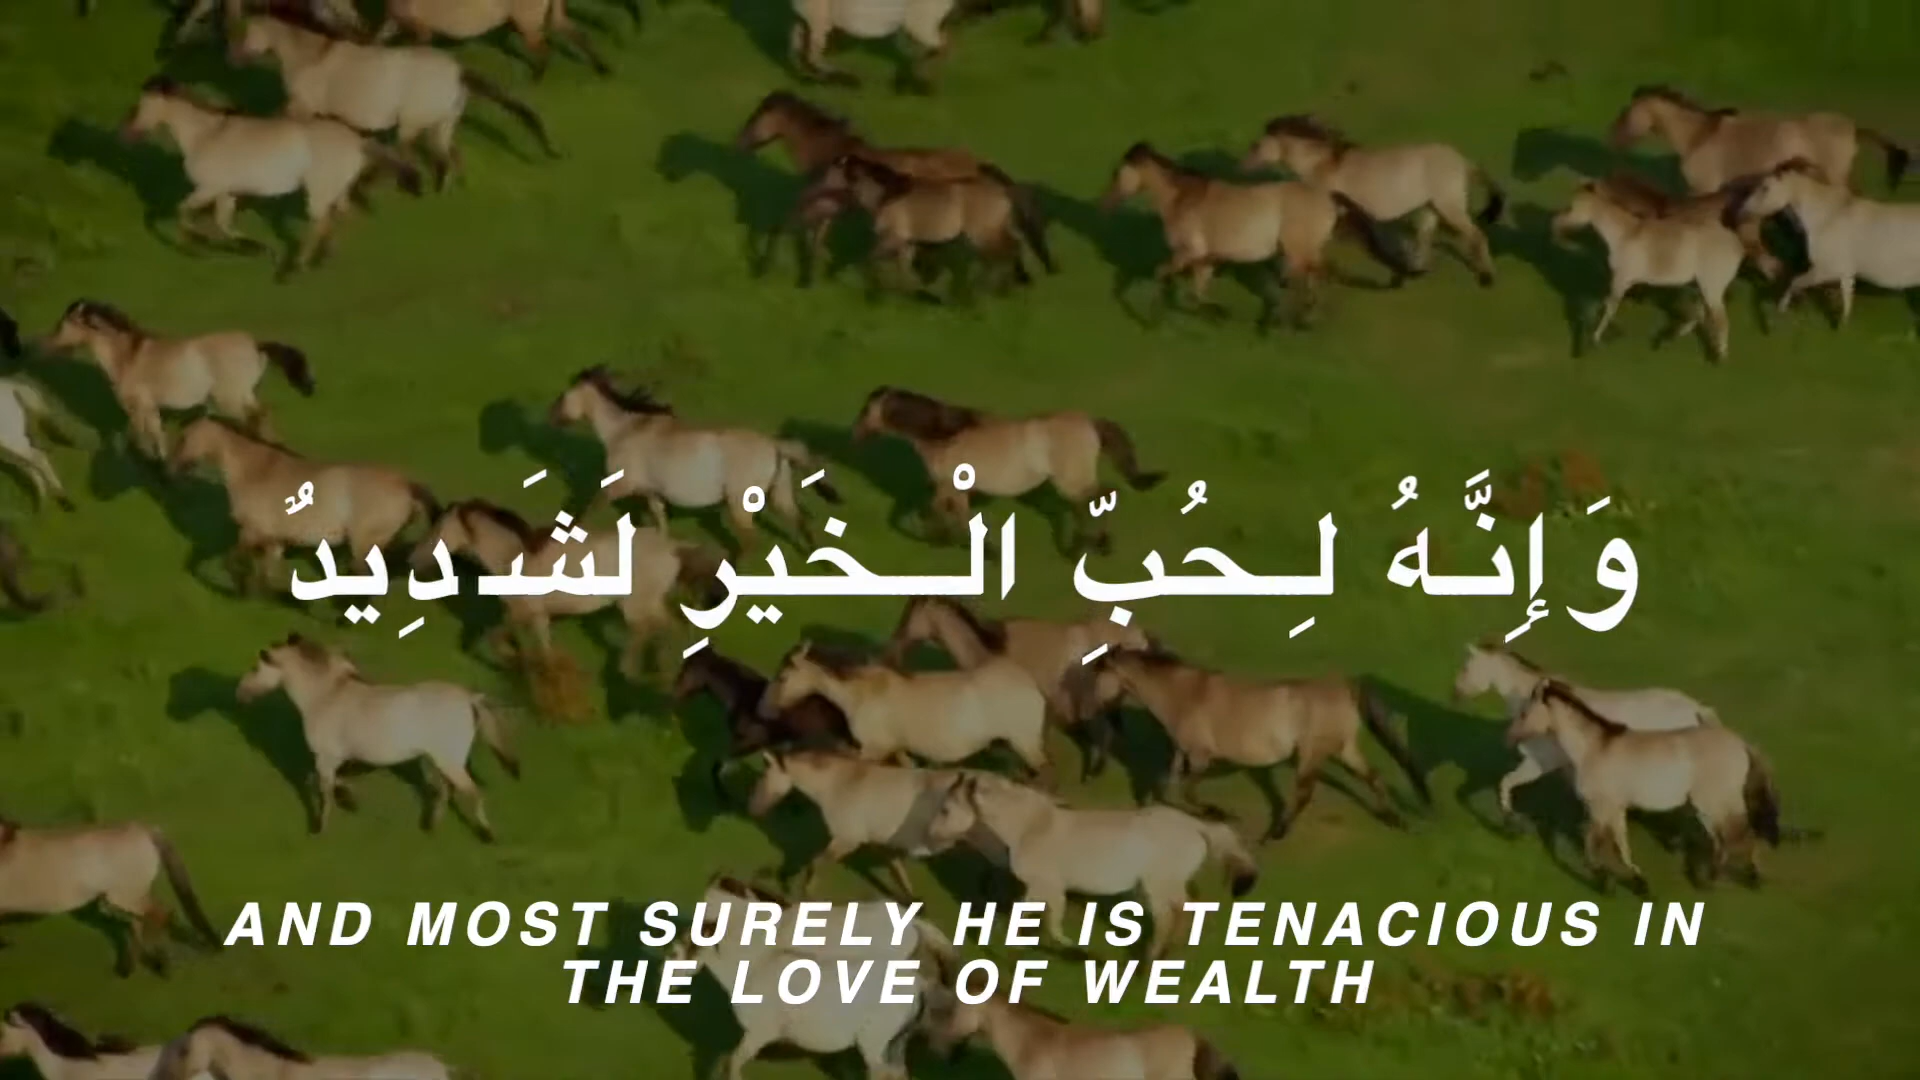 وَإِنَّهُ لِحُبِّ الْخَيْرِ لَشَدِيدٌ
AND MOST SURELY HE IS TENACIOUS IN
THE LOVE OF WEALTH